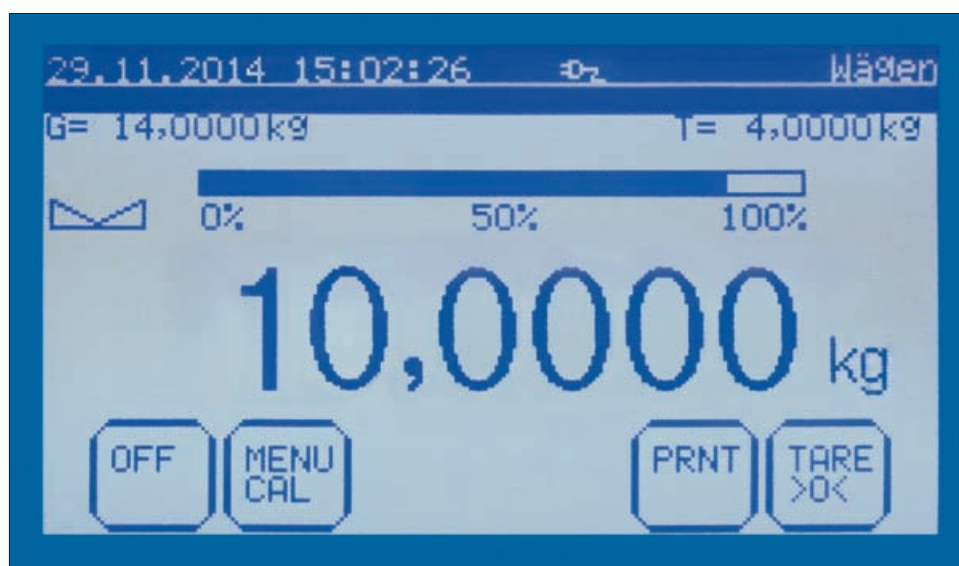 29.11.2014 15:02:26 Wägen
G= 14,0000kg T= 4,0000kg
0% 50% 100%
10,0000 kg
OFF MENU CAL PRNT TARE >0<